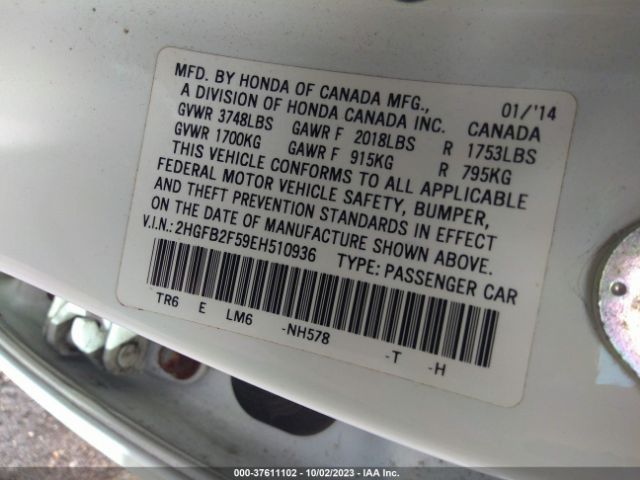 MFD. BY HONDA OF CANADA MFG., 01/'14
A DIVISION OF HONDA CANADA INC. CANADA
GVWR 3748LBS GAWR F 2018LBS R 1753LBS
GVWR 1700KG GAWR F 915KG R 795KG
THIS VEHICLE CONFORMS TO ALL APPLICABLE
FEDERAL MOTOR VEHICLE SAFETY, BUMPER,
AND THEFT PREVENTION STANDARDS IN EFFECT
ON THE DATE OF MANUFACTURE SHOWN ABOVE.
V.I.N.: 2HGFB2F59EH510936 TYPE: PASSENGER CAR
TR6 E LM6 -NH578 -T -H
000-37611102 - 10/02/2023 - IAA Inc.